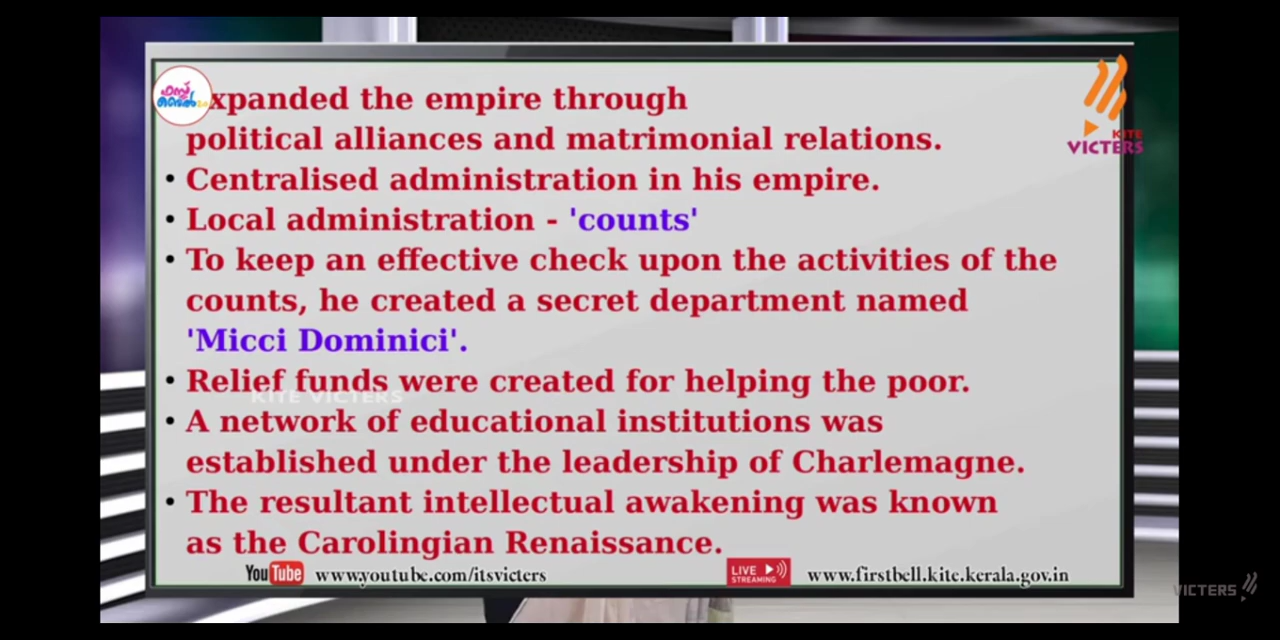 xpanded the empire through
political alliances and matrimonial relations.
• Centralised administration in his empire.
• Local administration - 'counts'
• To keep an effective check upon the activities of the
counts, he created a secret department named
'Micci Dominici'.
• Relief funds were created for helping the poor.
• A network of educational institutions was
established under the leadership of Charlemagne.
• The resultant intellectual awakening was known
as the Carolingian Renaissance.
KITE
VICTERS
KITE VICTERS
YouTube www.youtube.com/itsvicters
LIVE
STREAMING
www.firstbell.kite.kerala.gov.in
VICTERS